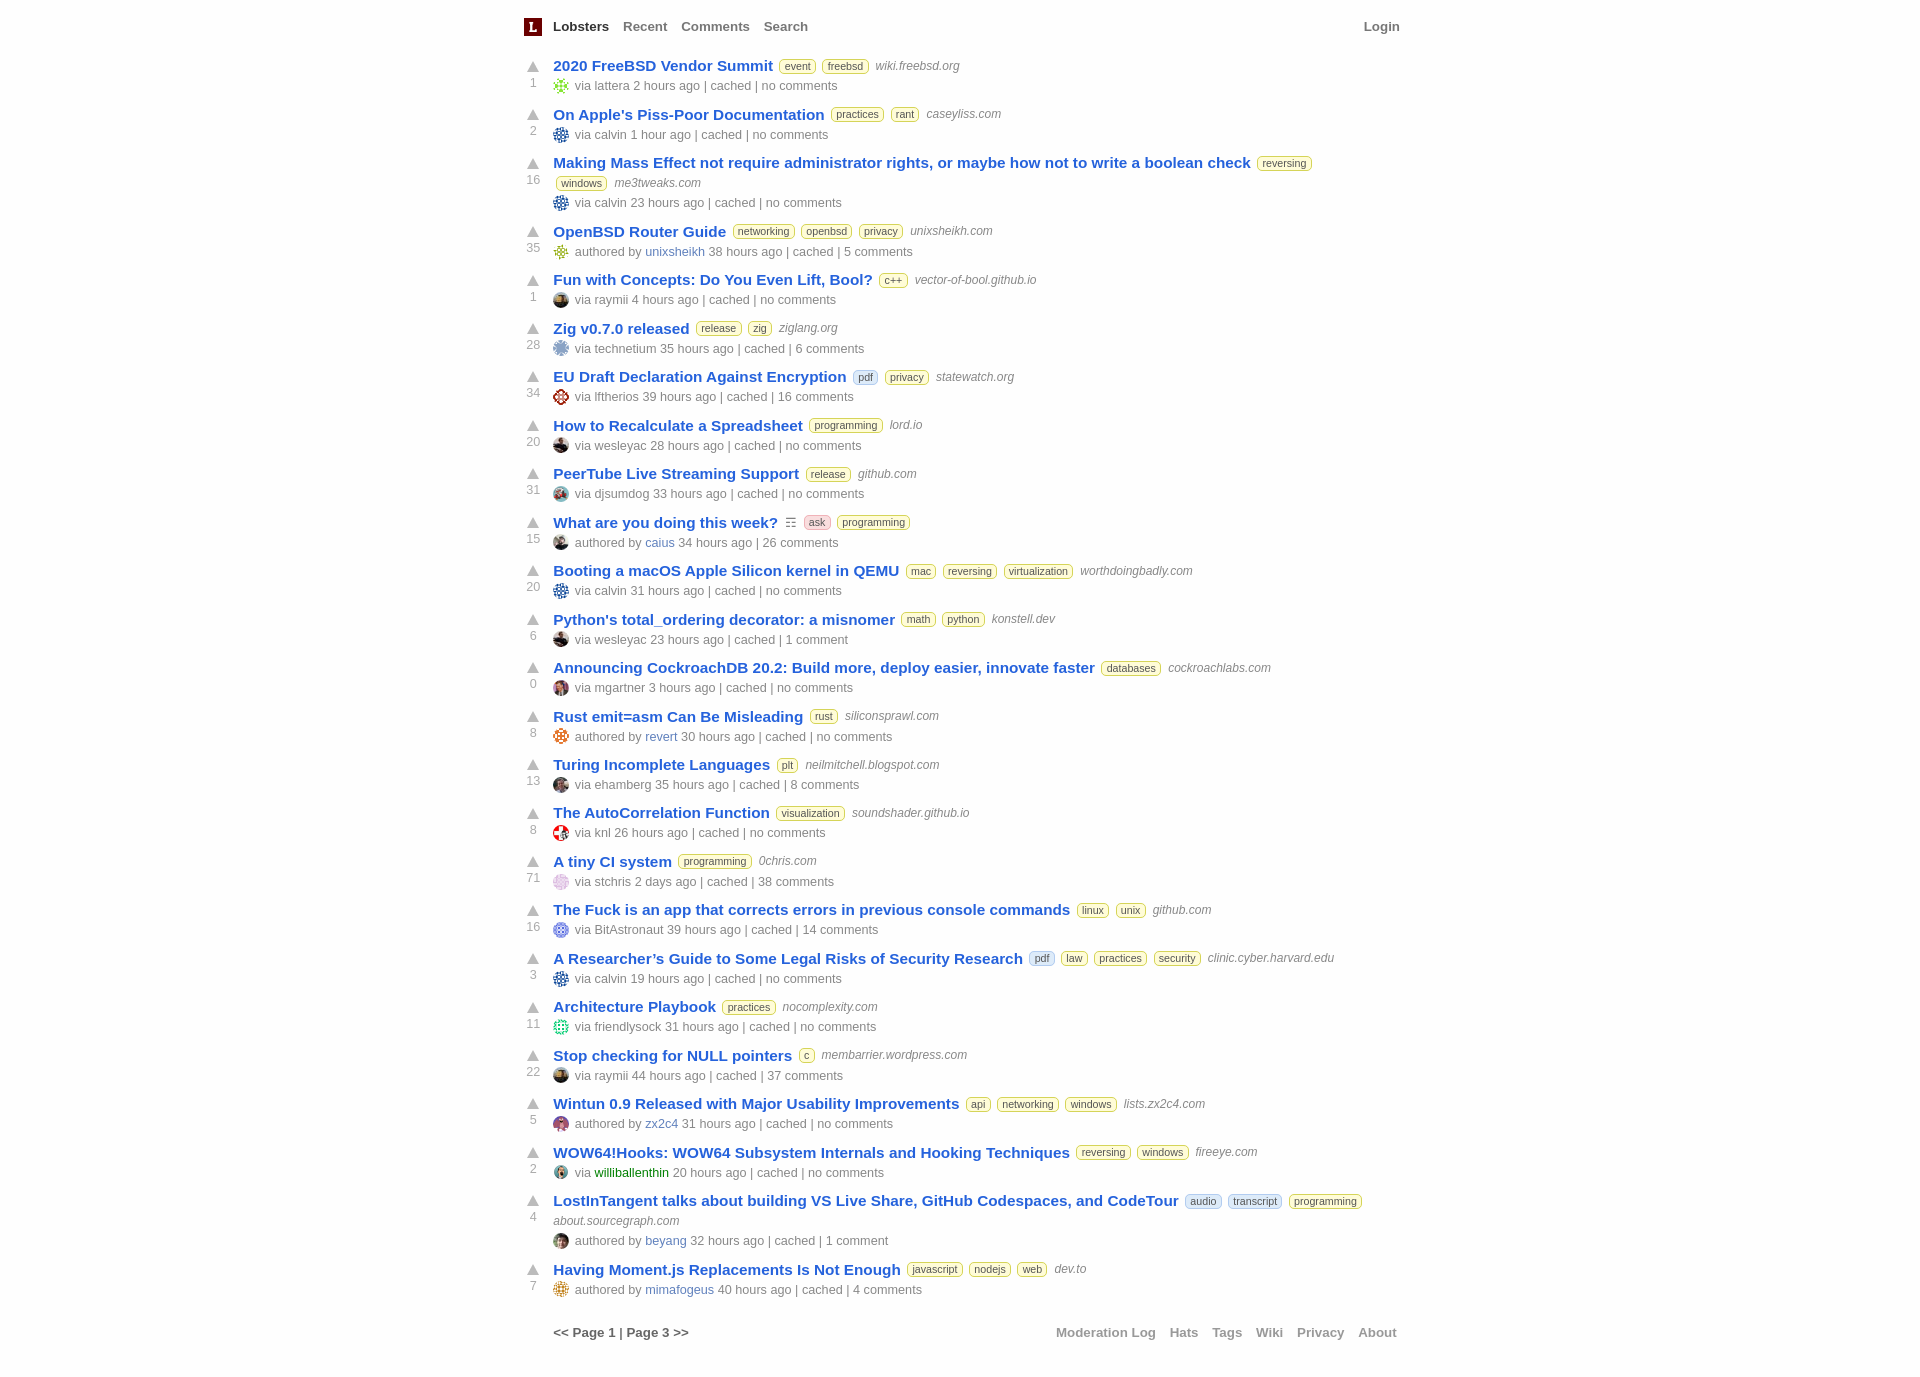 L Lobsters Recent Comments Search Login
2020 FreeBSD Vendor Summit event freebsd wiki.freebsd.org
1 via lattera 2 hours ago | cached | no comments
On Apple's Piss-Poor Documentation practices rant caseyliss.com
2 via calvin 1 hour ago | cached | no comments
Making Mass Effect not require administrator rights, or maybe how not to write a boolean check reversing
16 windows me3tweaks.com
via calvin 23 hours ago | cached | no comments
OpenBSD Router Guide networking openbsd privacy unixsheikh.com
35 authored by unixsheikh 38 hours ago | cached | 5 comments
Fun with Concepts: Do You Even Lift, Bool? c++ vector-of-bool.github.io
1 via raymii 4 hours ago | cached | no comments
Zig v0.7.0 released release zig ziglang.org
28 via technetium 35 hours ago | cached | 6 comments
EU Draft Declaration Against Encryption pdf privacy statewatch.org
34 via lftherios 39 hours ago | cached | 16 comments
How to Recalculate a Spreadsheet programming lord.io
20 via wesleyac 28 hours ago | cached | no comments
PeerTube Live Streaming Support release github.com
31 via djsumdog 33 hours ago | cached | no comments
What are you doing this week? ☶ ask programming
15 authored by caius 34 hours ago | 26 comments
Booting a macOS Apple Silicon kernel in QEMU mac reversing virtualization worthdoingbadly.com
20 via calvin 31 hours ago | cached | no comments
Python's total_ordering decorator: a misnomer math python konstell.dev
6 via wesleyac 23 hours ago | cached | 1 comment
Announcing CockroachDB 20.2: Build more, deploy easier, innovate faster databases cockroachlabs.com
0 via mgartner 3 hours ago | cached | no comments
Rust emit=asm Can Be Misleading rust siliconsprawl.com
8 authored by revert 30 hours ago | cached | no comments
Turing Incomplete Languages plt neilmitchell.blogspot.com
13 via ehamberg 35 hours ago | cached | 8 comments
The AutoCorrelation Function visualization soundshader.github.io
8 via knl 26 hours ago | cached | no comments
A tiny CI system programming 0chris.com
71 via stchris 2 days ago | cached | 38 comments
The Fuck is an app that corrects errors in previous console commands linux unix github.com
16 via BitAstronaut 39 hours ago | cached | 14 comments
A Researcher’s Guide to Some Legal Risks of Security Research pdf law practices security clinic.cyber.harvard.edu
3 via calvin 19 hours ago | cached | no comments
Architecture Playbook practices nocomplexity.com
11 via friendlysock 31 hours ago | cached | no comments
Stop checking for NULL pointers c membarrier.wordpress.com
22 via raymii 44 hours ago | cached | 37 comments
Wintun 0.9 Released with Major Usability Improvements api networking windows lists.zx2c4.com
5 authored by zx2c4 31 hours ago | cached | no comments
WOW64!Hooks: WOW64 Subsystem Internals and Hooking Techniques reversing windows fireeye.com
2 via williballenthin 20 hours ago | cached | no comments
LostInTangent talks about building VS Live Share, GitHub Codespaces, and CodeTour audio transcript programming
4 about.sourcegraph.com
authored by beyang 32 hours ago | cached | 1 comment
Having Moment.js Replacements Is Not Enough javascript nodejs web dev.to
7 authored by mimafogeus 40 hours ago | cached | 4 comments
<< Page 1 | Page 3 >> Moderation Log Hats Tags Wiki Privacy About